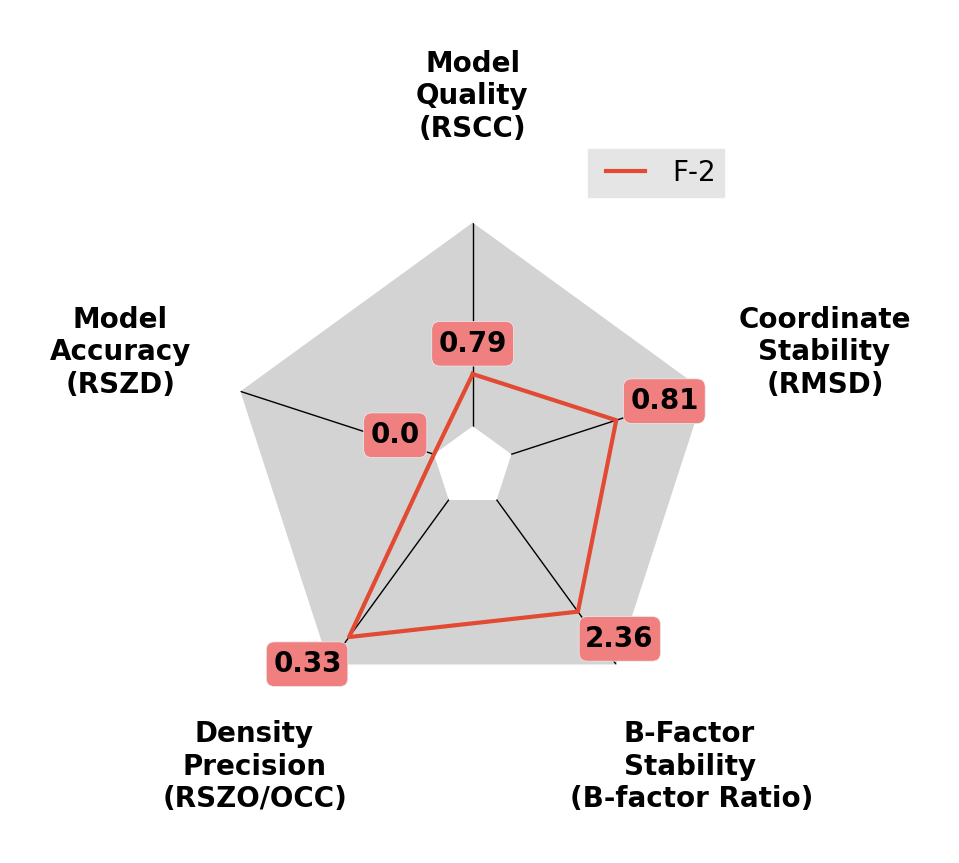 Model
Quality
(RSCC)
F-2
Coordinate
Stability
(RMSD)
Model
Accuracy
(RSZD)
0.79
0.81
0.0
2.36
0.33
Density
Precision
(RSZO/OCC)
B-Factor
Stability
(B-factor Ratio)